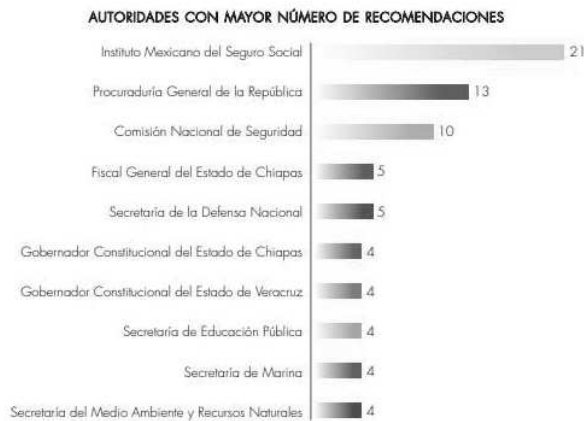 AUTORIDADES CON MAYOR NÚMERO DE RECOMENDACIONES
Instituto Mexicano del Seguro Social 21
Procuraduría General de la República 13
Comisión Nacional de Seguridad 10
Fiscal General del Estado de Chiapas 5
Secretaría de la Defensa Nacional 5
Gobernador Constitucional del Estado de Chiapas 4
Gobernador Constitucional del Estado de Veracruz 4
Secretaría de Educación Pública 4
Secretaría de Marina 4
Secretaría del Medio Ambiente y Recursos Naturales 4